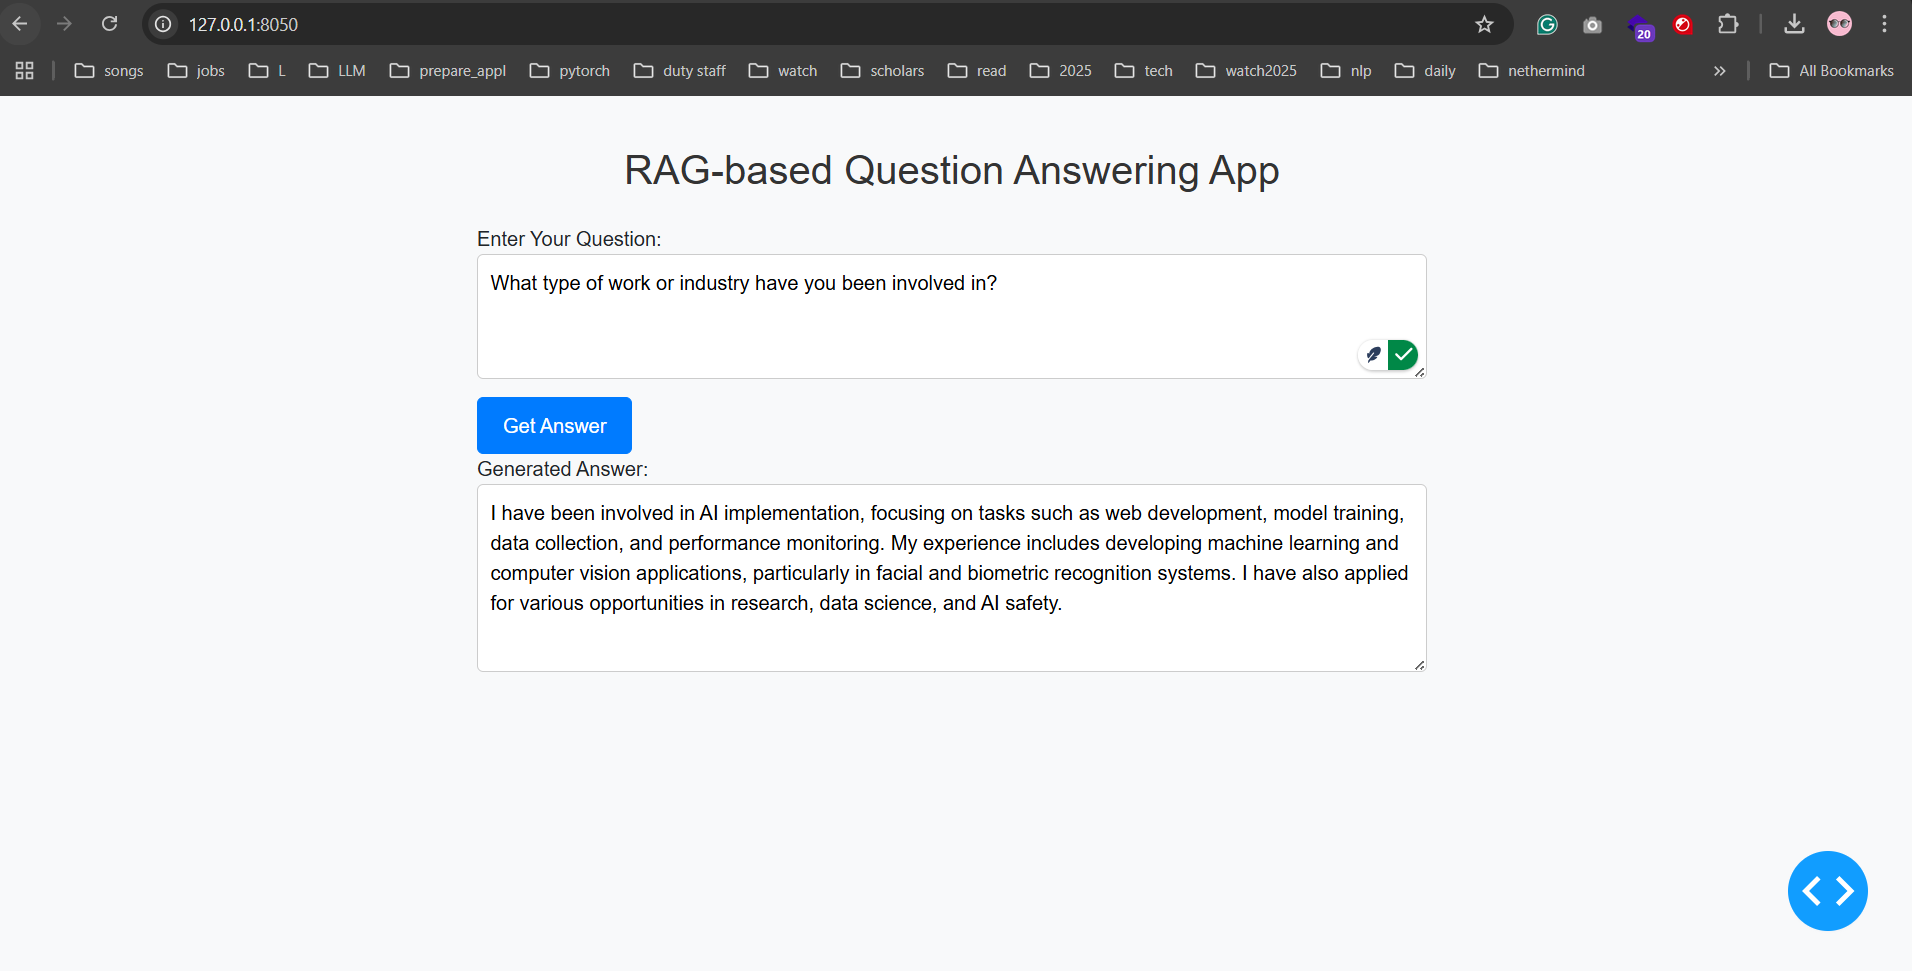 127.0.0.1:8050
20
songs jobs L LLM prepare_appl pytorch duty staff watch scholars read 2025 tech watch2025 nlp daily nethermind » All Bookmarks
RAG-based Question Answering App
Enter Your Question:
What type of work or industry have you been involved in?
Get Answer
Generated Answer:
I have been involved in AI implementation, focusing on tasks such as web development, model training,
data collection, and performance monitoring. My experience includes developing machine learning and
computer vision applications, particularly in facial and biometric recognition systems. I have also applied
for various opportunities in research, data science, and AI safety.